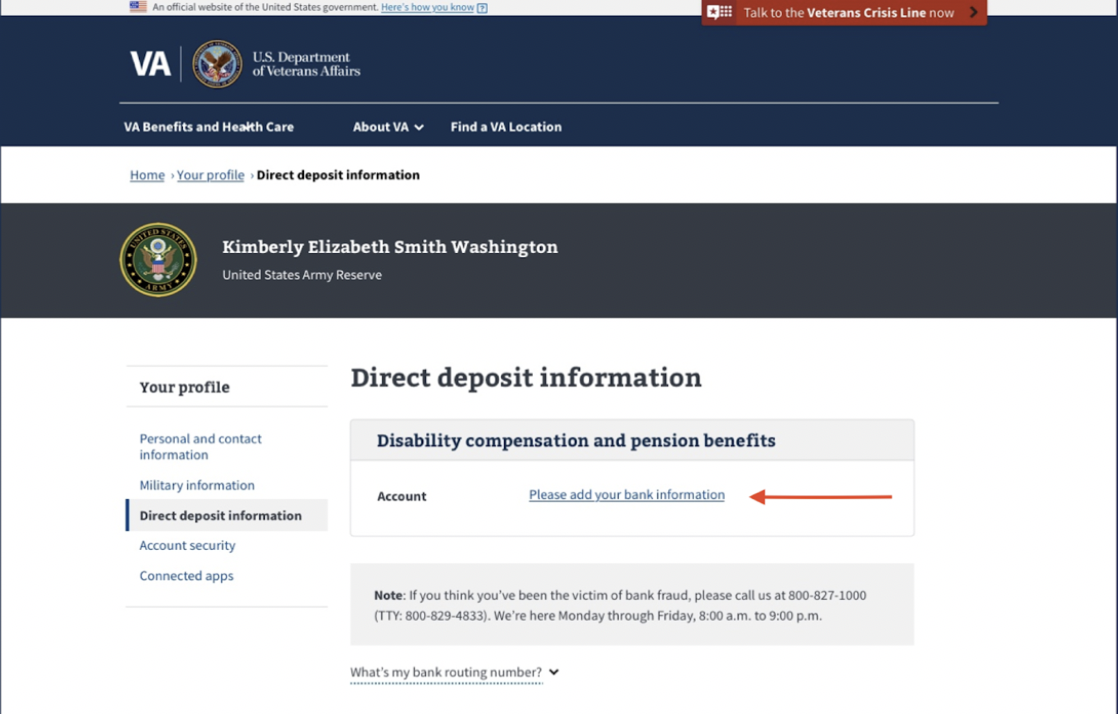 An official website of the United States government. Here's how you know
Talk to the Veterans Crisis Line now
VA
U.S. Department
of Veterans Affairs
VA Benefits and Health Care
About VA
Find a VA Location
Home › Your profile › Direct deposit information
UNITED STATES
ARMY
Kimberly Elizabeth Smith Washington
United States Army Reserve
Your profile
Personal and contact
information
Military information
Direct deposit information
Account security
Connected apps
Direct deposit information
Disability compensation and pension benefits
Account
Please add your bank information
Note: If you think you've been the victim of bank fraud, please call us at 800-827-1000
(TTY: 800-829-4833). We're here Monday through Friday, 8:00 a.m. to 9:00 p.m.
What's my bank routing number?